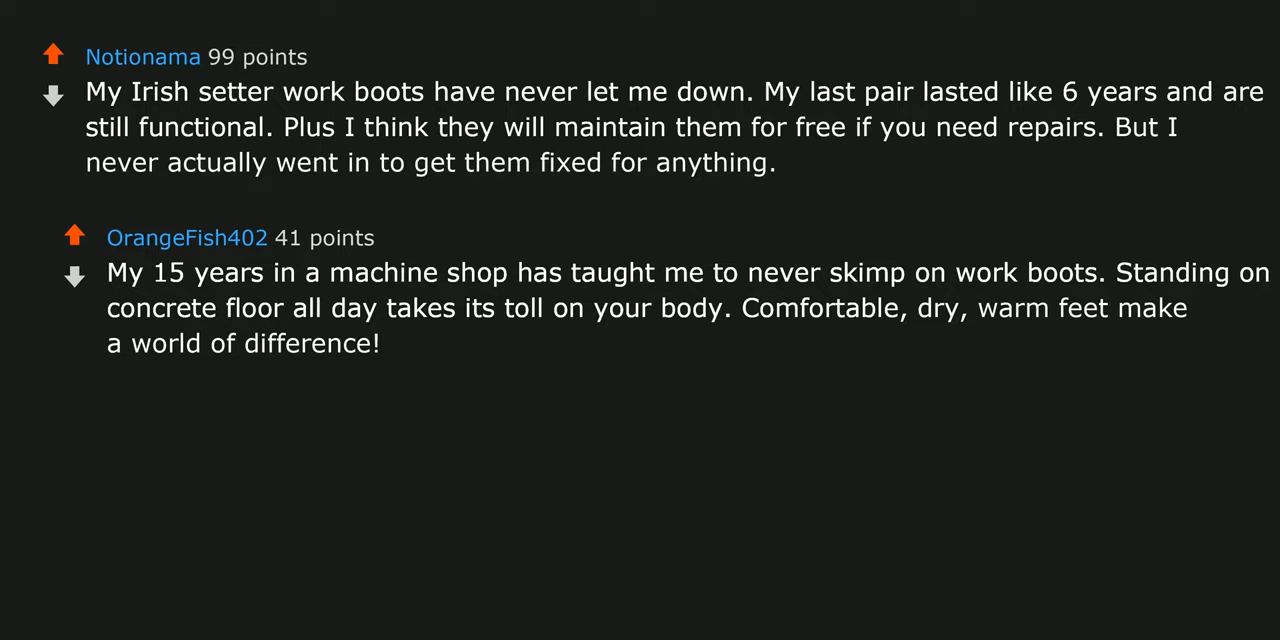 Notionama 99 points
My Irish setter work boots have never let me down. My last pair lasted like 6 years and are
still functional. Plus I think they will maintain them for free if you need repairs. But I
never actually went in to get them fixed for anything.
OrangeFish402 41 points
My 15 years in a machine shop has taught me to never skimp on work boots. Standing on
concrete floor all day takes its toll on your body. Comfortable, dry, warm feet make
a world of difference!